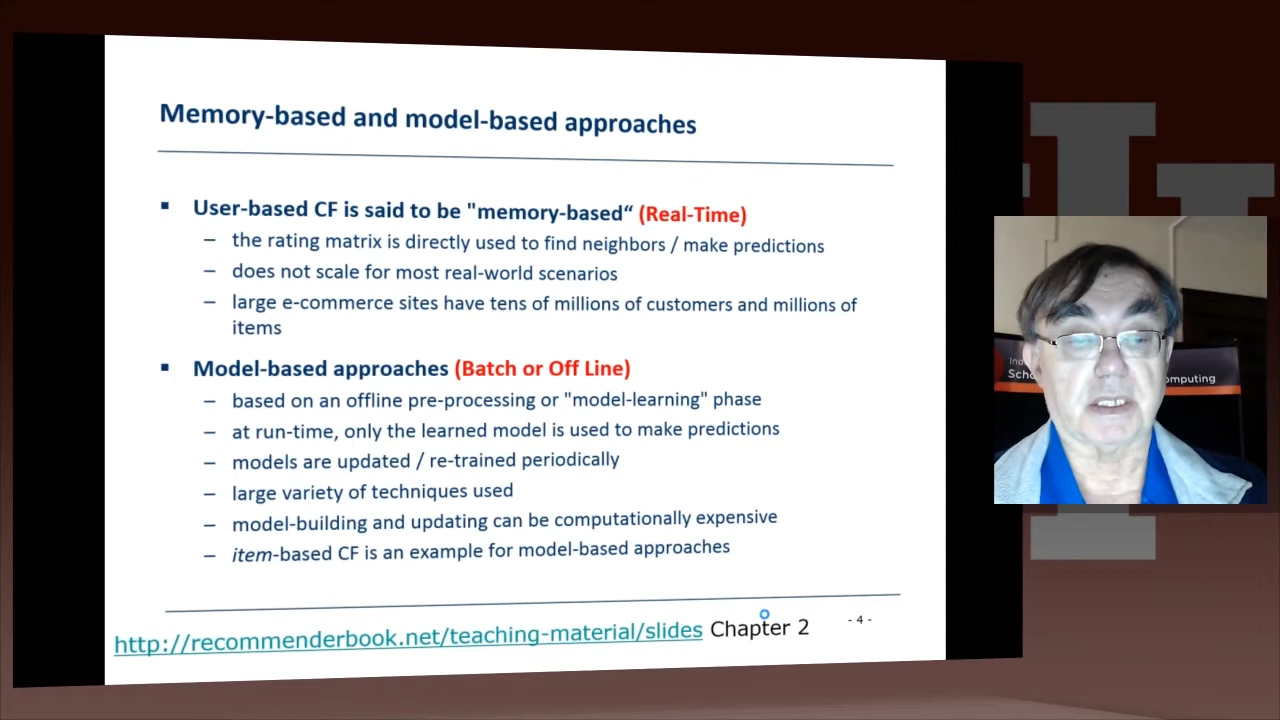 Memory-based and model-based approaches
▪ User-based CF is said to be "memory-based“ (Real-Time)
– the rating matrix is directly used to find neighbors / make predictions
– does not scale for most real-world scenarios
– large e-commerce sites have tens of millions of customers and millions of
items
▪ Model-based approaches (Batch or Off Line)
– based on an offline pre-processing or "model-learning" phase
– at run-time, only the learned model is used to make predictions
– models are updated / re-trained periodically
– large variety of techniques used
– model-building and updating can be computationally expensive
– item-based CF is an example for model-based approaches
http://recommenderbook.net/teaching-material/slides Chapter 2
- 4 -